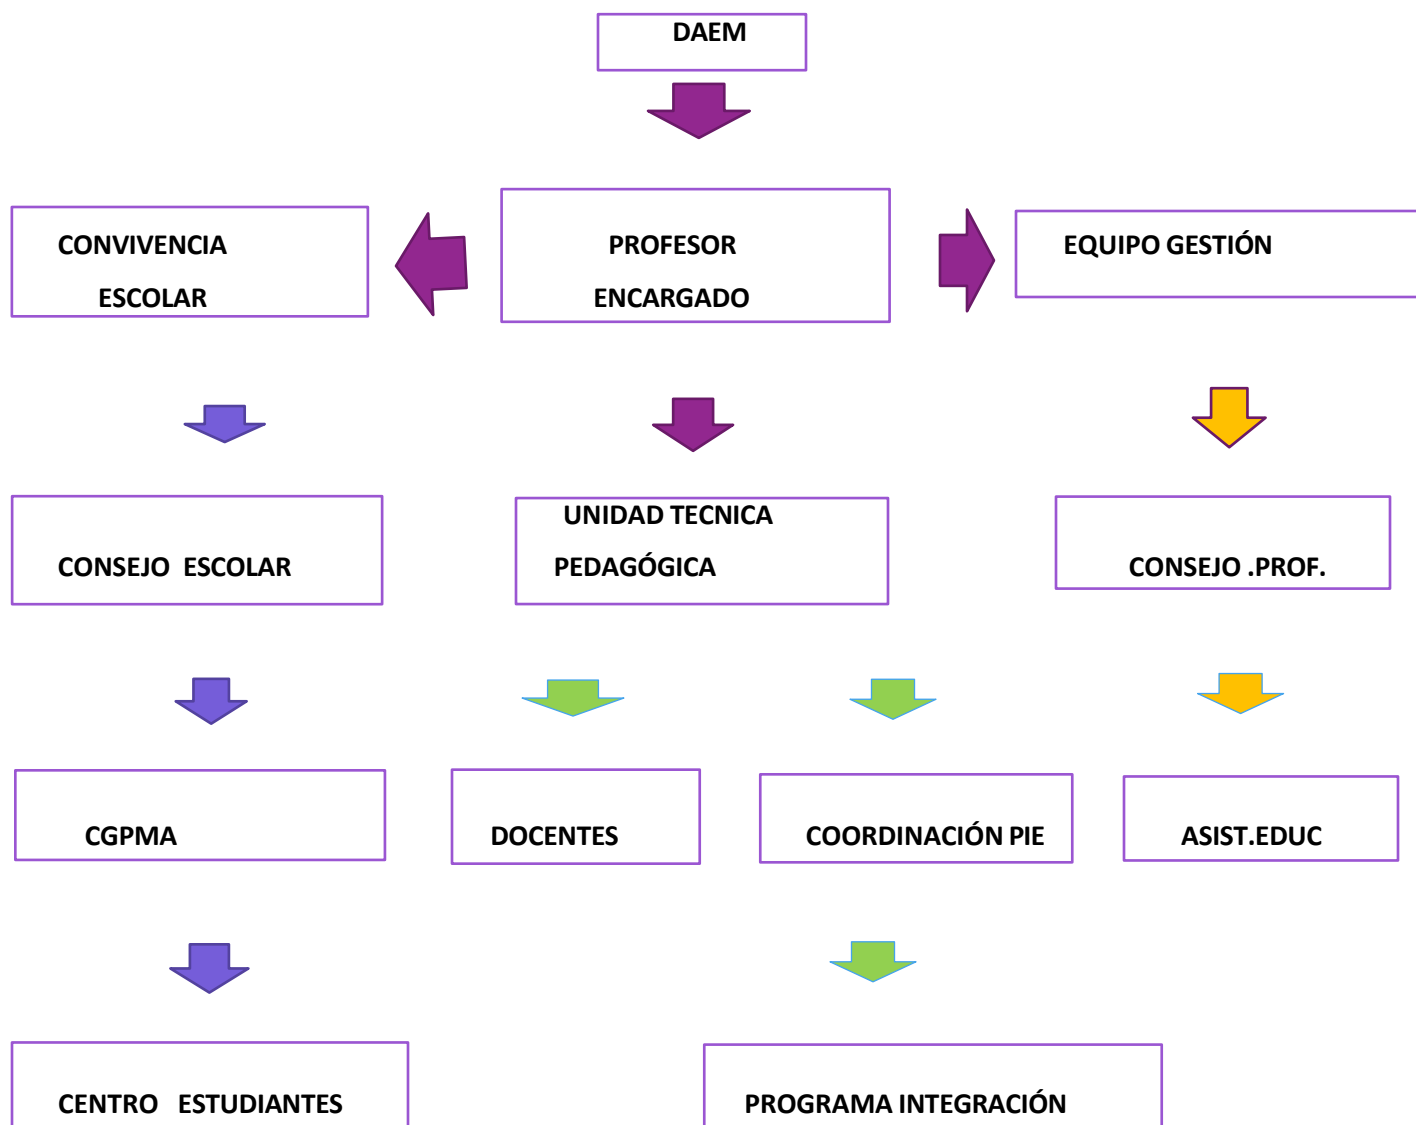 DAEM
CONVIVENCIA
ESCOLAR
PROFESOR
ENCARGADO
EQUIPO GESTIÓN
CONSEJO ESCOLAR
UNIDAD TECNICA
PEDAGÓGICA
CONSEJO .PROF.
CGPMA
DOCENTES
COORDINACIÓN PIE
ASIST.EDUC
CENTRO ESTUDIANTES
PROGRAMA INTEGRACIÓN